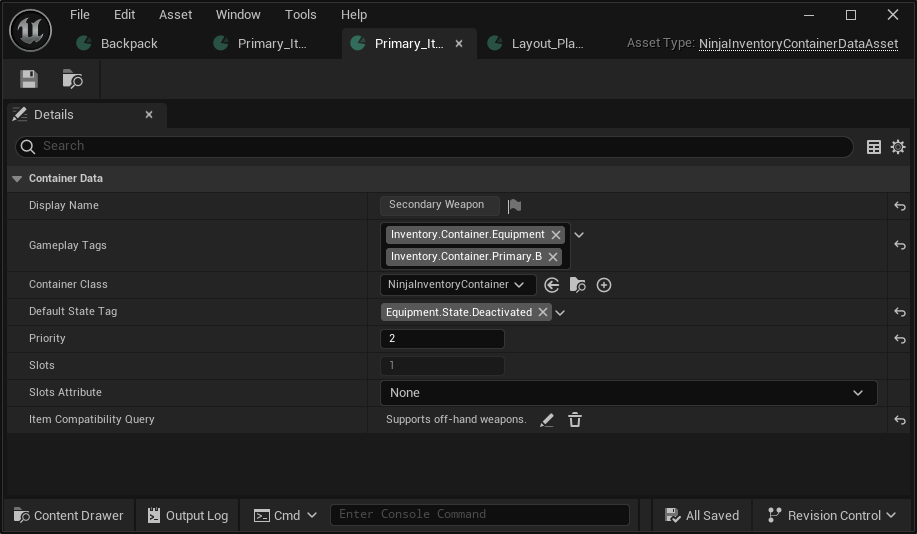 File Edit Asset Window Tools Help
Backpack Primary_It... Primary_It... Layout_Pla... Asset Type: NinjaInventoryContainerDataAsset
Details
Search
Container Data
Display Name Secondary Weapon
Gameplay Tags Inventory.Container.Equipment
Inventory.Container.Primary.B
Container Class NinjaInventoryContainer
Default State Tag Equipment.State.Deactivated
Priority 2
Slots 1
Slots Attribute None
Item Compatibility Query Supports off-hand weapons.
Content Drawer Output Log Cmd Enter Console Command All Saved Revision Control